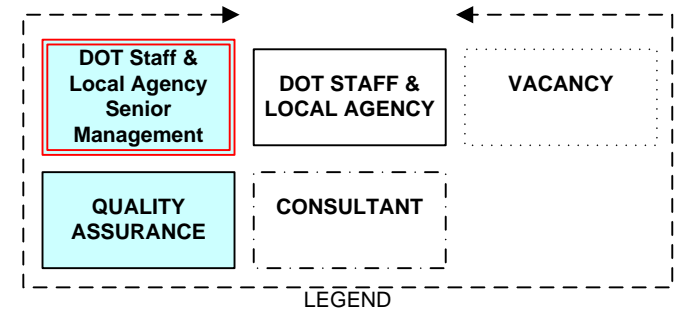 DOT Staff &
Local Agency
Senior
Management
DOT STAFF &
LOCAL AGENCY
VACANCY
QUALITY
ASSURANCE
CONSULTANT
LEGEND